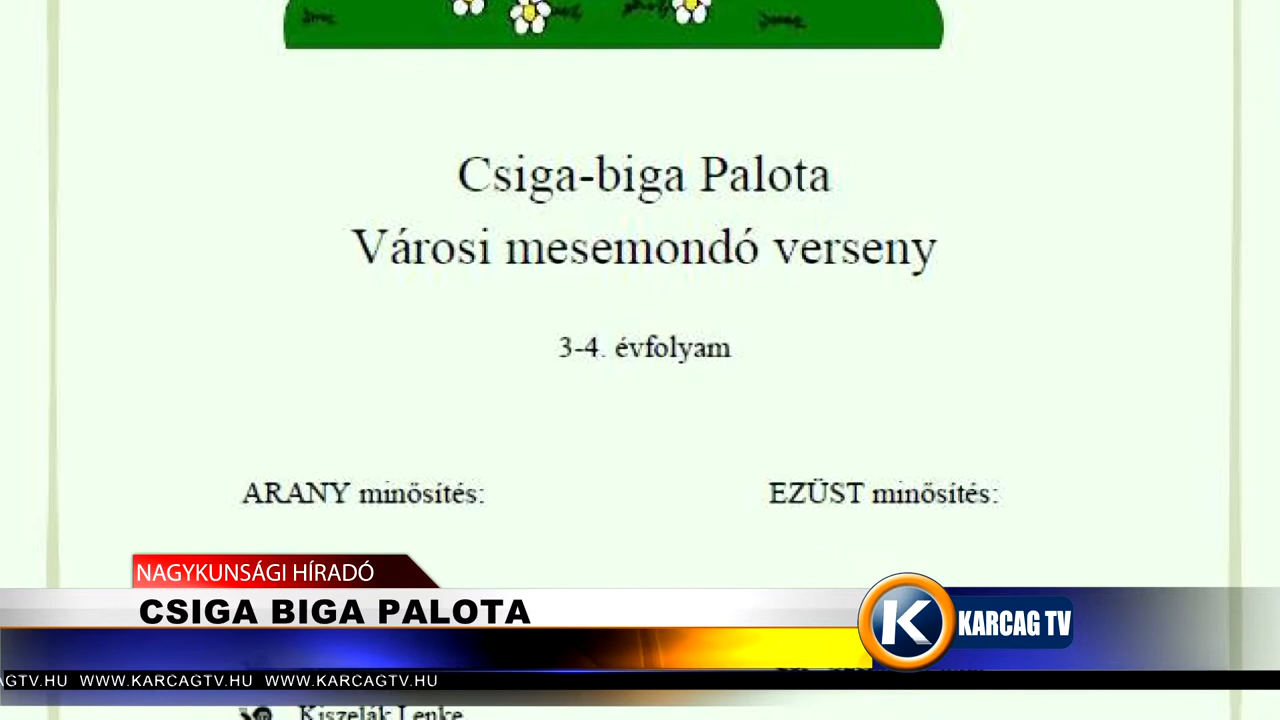 Csiga-biga Palota
Városi mesemondó verseny
3-4. évfolyam
ARANY minősítés:
EZÜST minősítés:
NAGYKUNSÁGI HÍRADÓ
CSIGA BIGA PALOTA
K KARCAG TV
AGTV.HU WWW.KARCAGTV.HU WWW.KARCAGTV.HU
Kiszelák Lenke